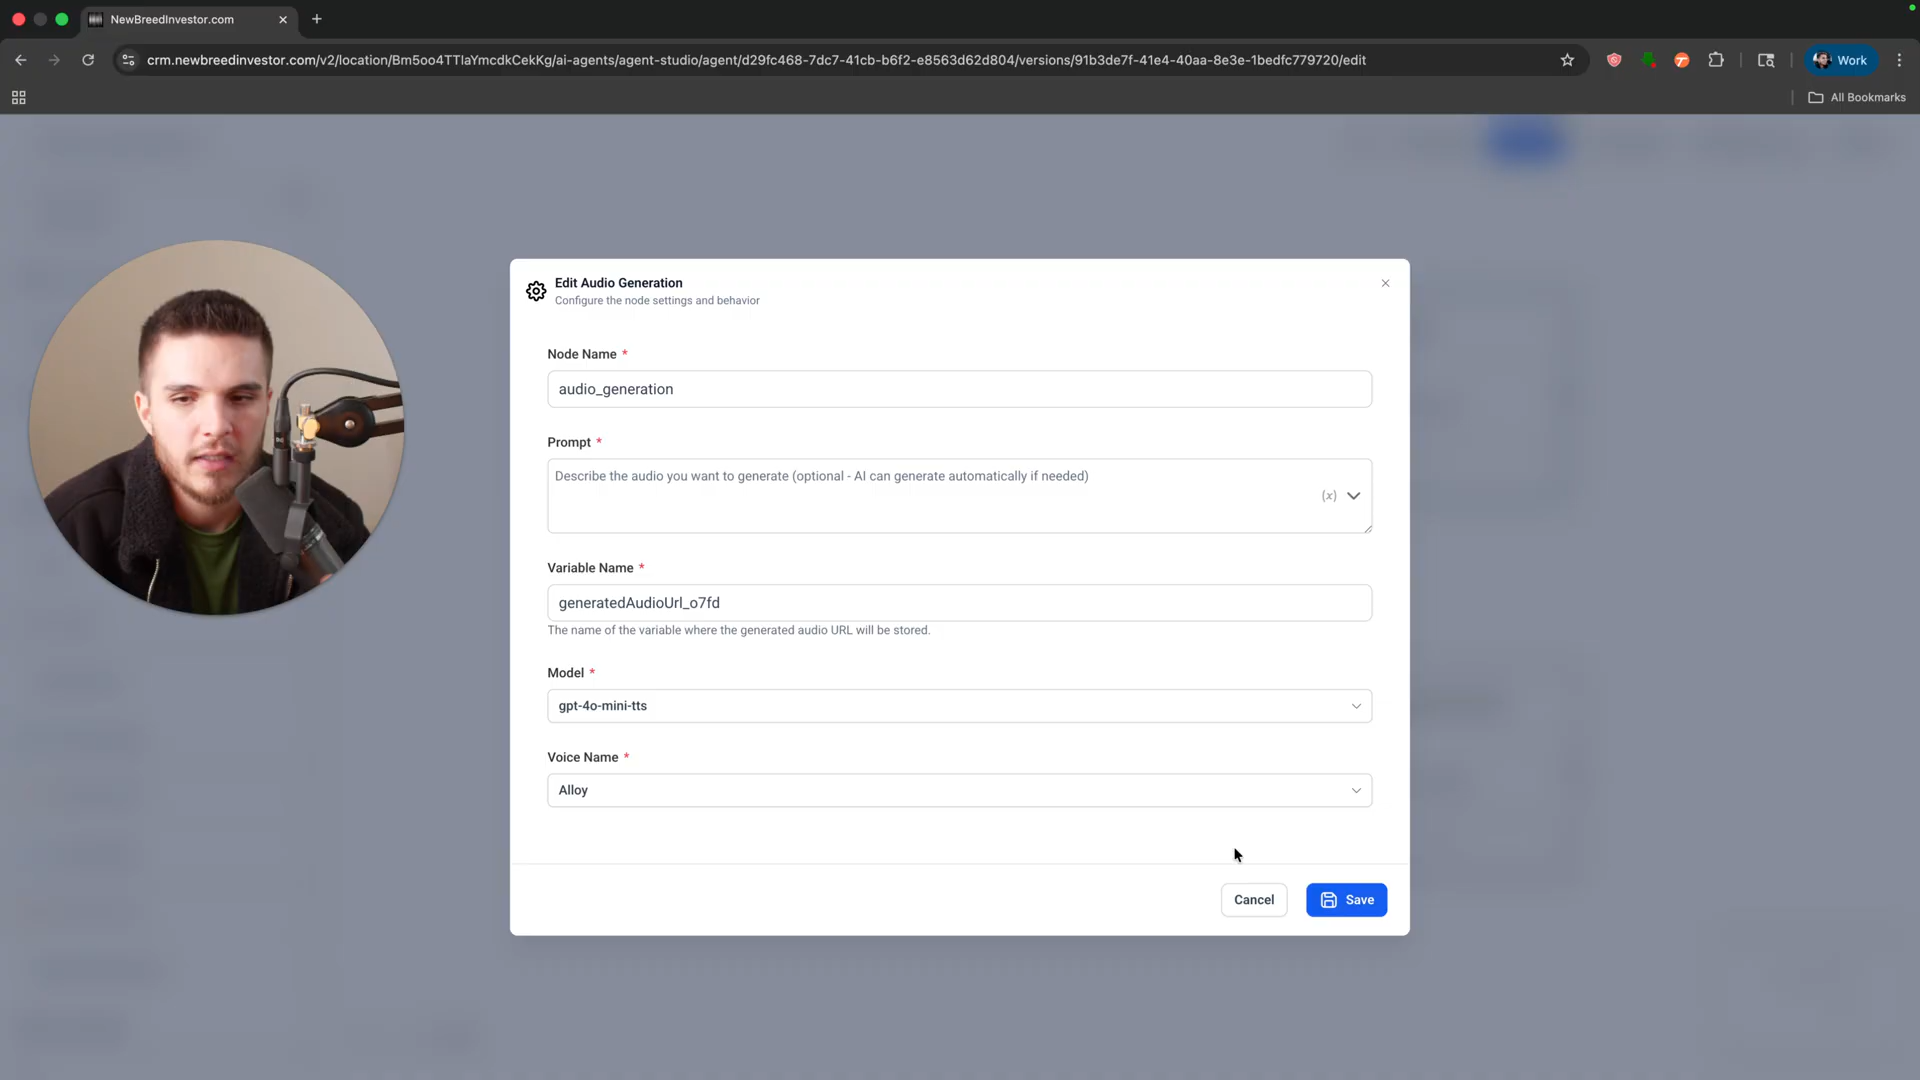 NewBreedInvestor.com
crm.newbreedinvestor.com/v2/location/Bm5oo4TTlaYmcdkCekKg/ai-agents/agent-studio/agent/d29fc468-7dc7-41cb-b6f2-e8563d62d804/versions/91b3de7f-41e4-40aa-8e3e-1bedfc779720/edit
Work
All Bookmarks
Edit Audio Generation
Configure the node settings and behavior
Node Name *
audio_generation
Prompt *
Describe the audio you want to generate (optional - AI can generate automatically if needed)
(x)
Variable Name *
generatedAudioUrl_o7fd
The name of the variable where the generated audio URL will be stored.
Model *
gpt-4o-mini-tts
Voice Name *
Alloy
Cancel
Save